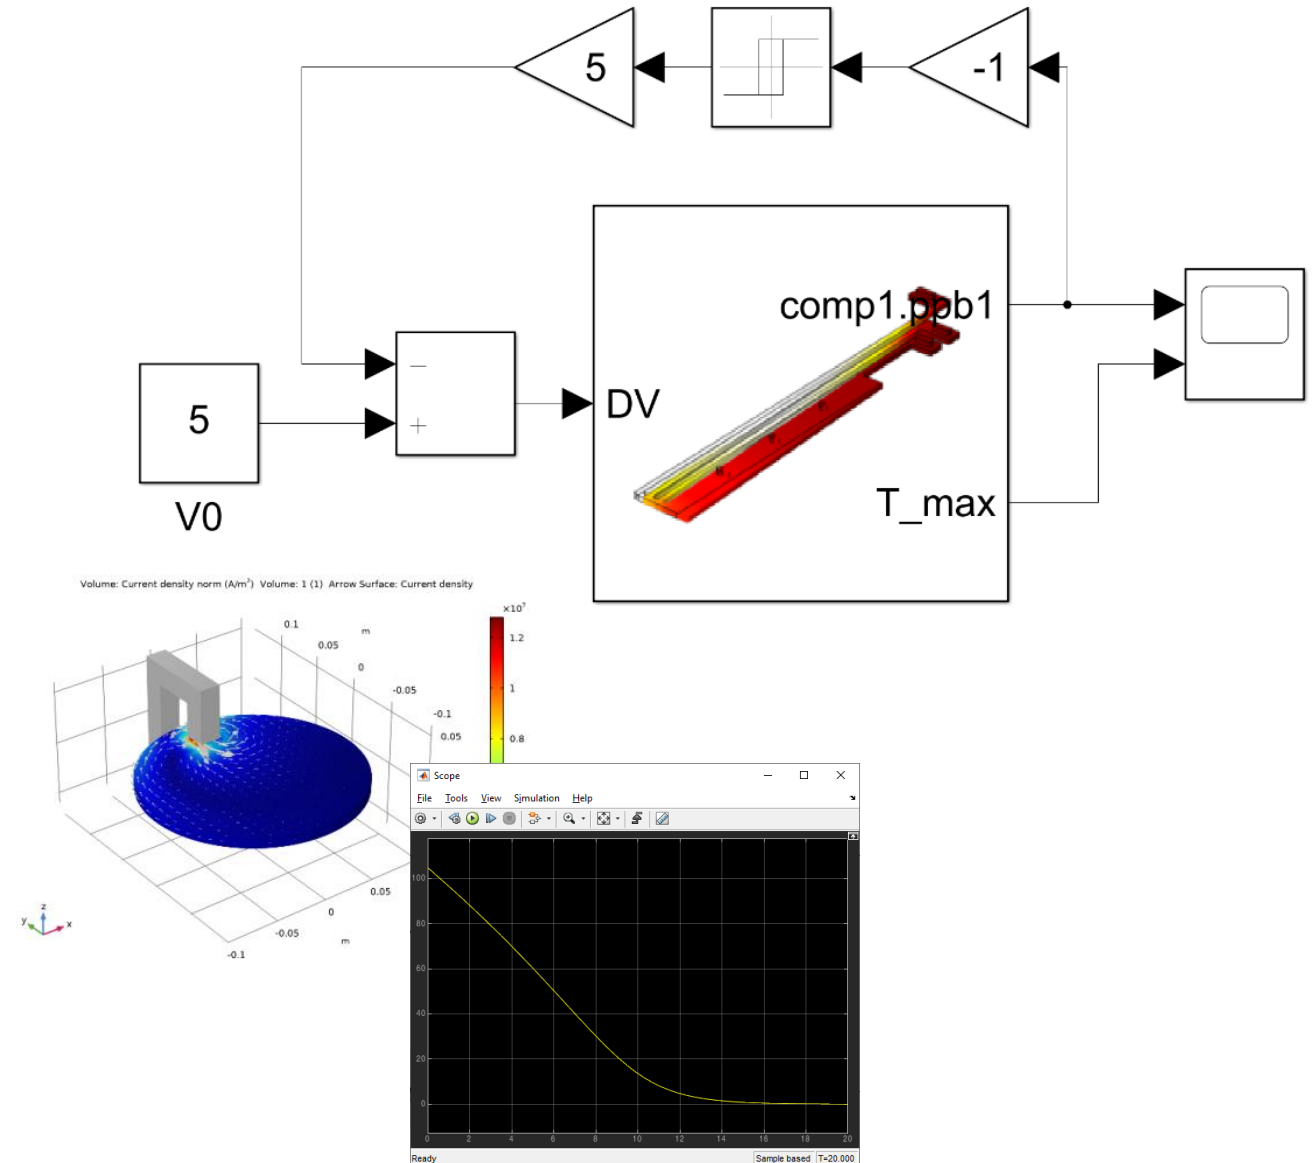 5
-1
comp1.ppb1
DV
T_max
−
+
5
V0
Volume: Current density norm (A/m²) Volume: 1 (1) Arrow Surface: Current density
×10⁷
1.2
1
0.8
0.1
m
0.05
0
-0.05
-0.1
0.05
0.05
0
-0.05
m
-0.1
z
y
x
Scope
File Tools View Simulation Help
100
80
60
40
20
0
0 2 4 6 8 10 12 14 16 18 20
Ready
Sample based T=20.000